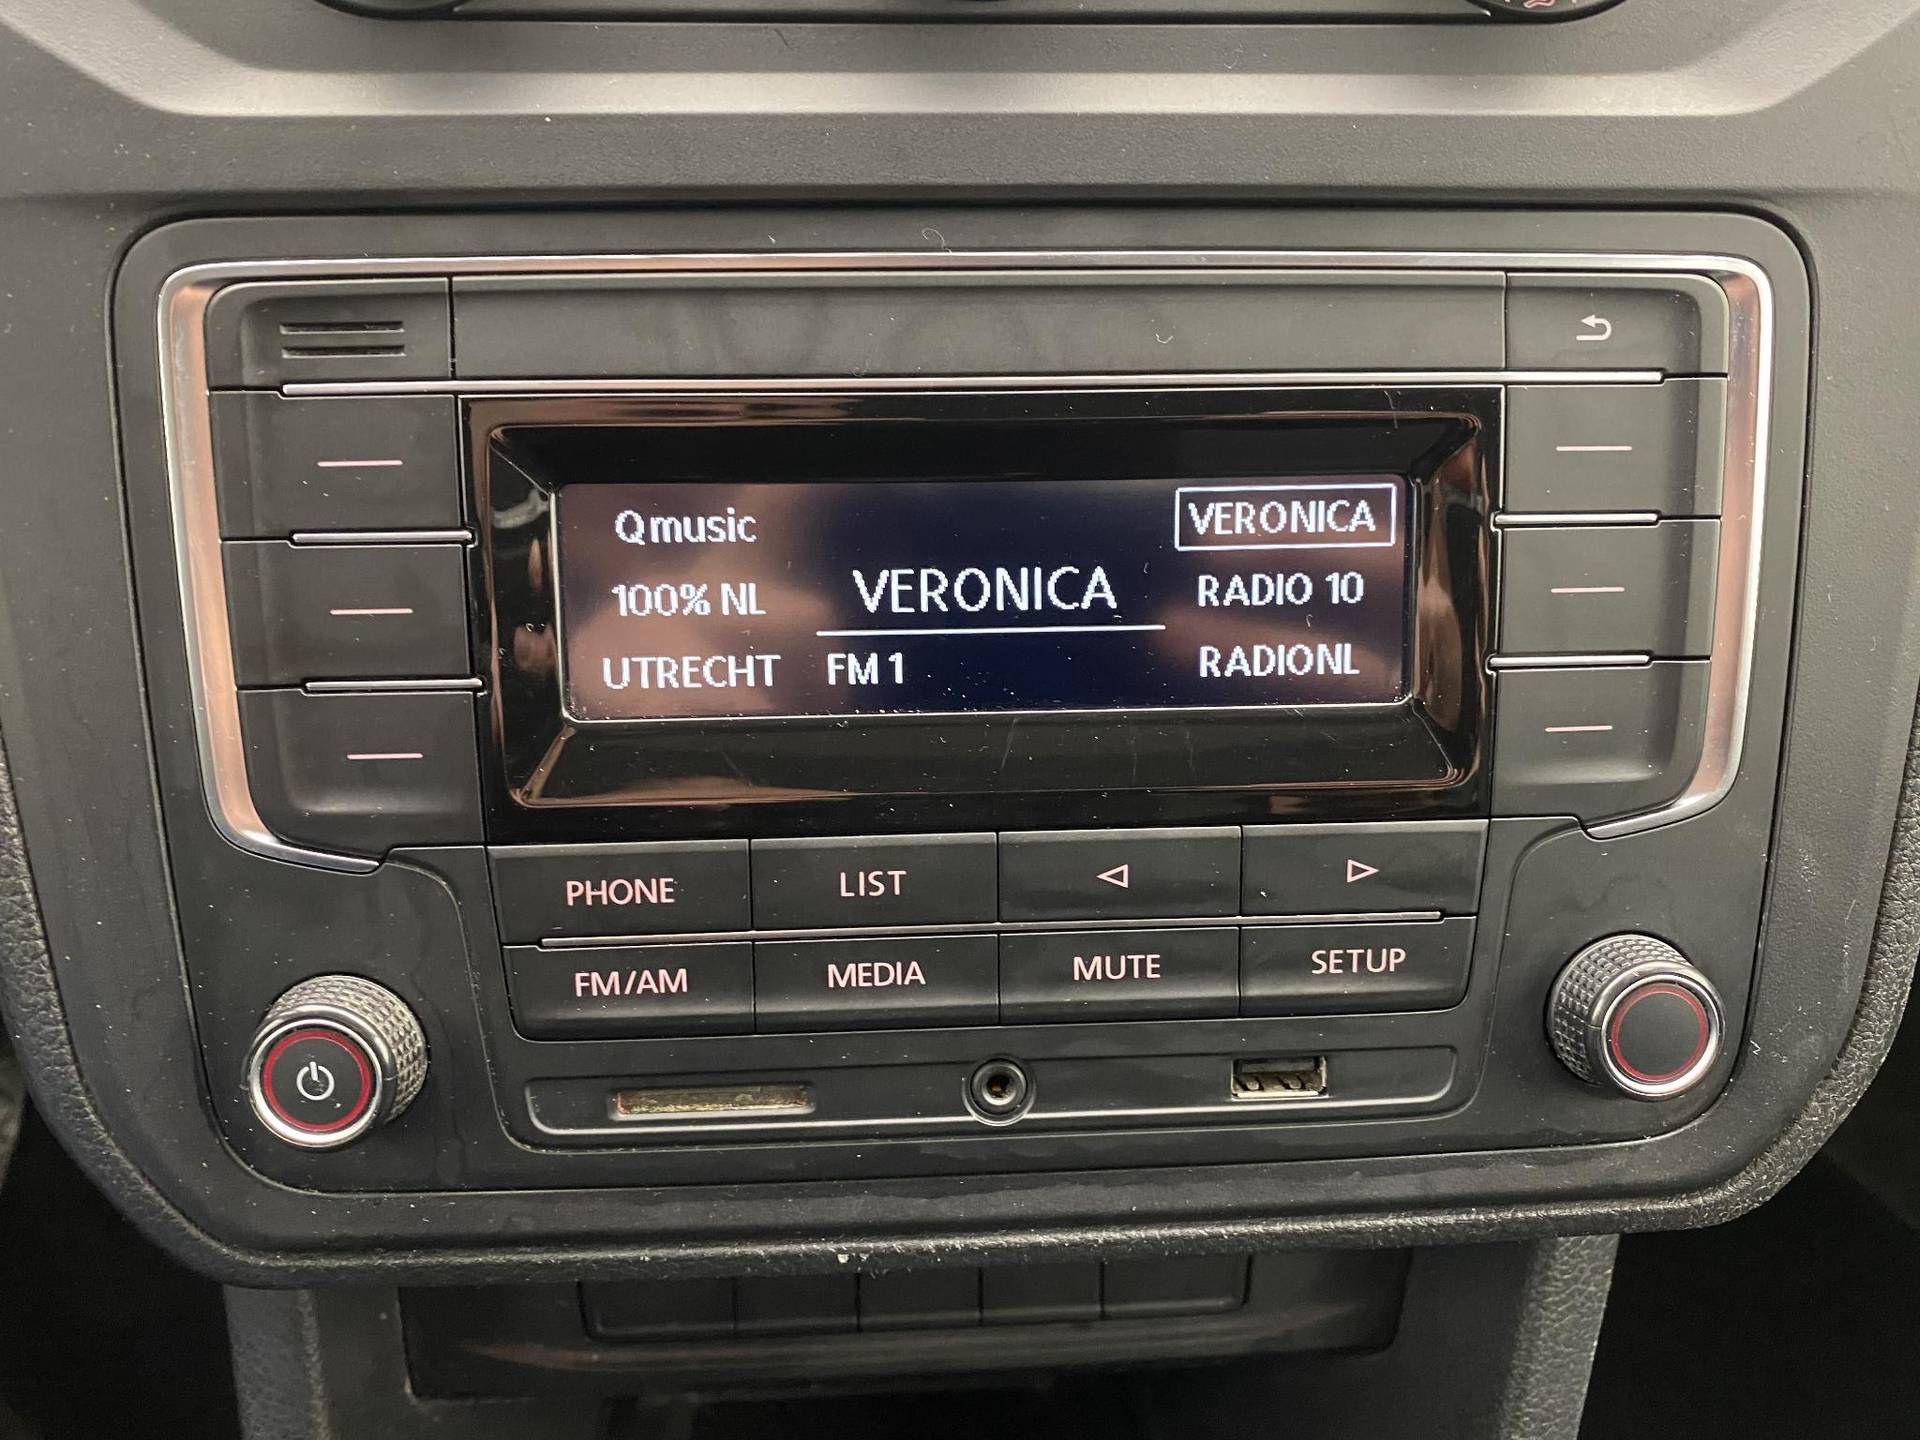 Qmusic
VERONICA
100% NL
VERONICA
RADIO 10
UTRECHT
FM 1
RADIONL
PHONE
LIST
FM/AM
MEDIA
MUTE
SETUP